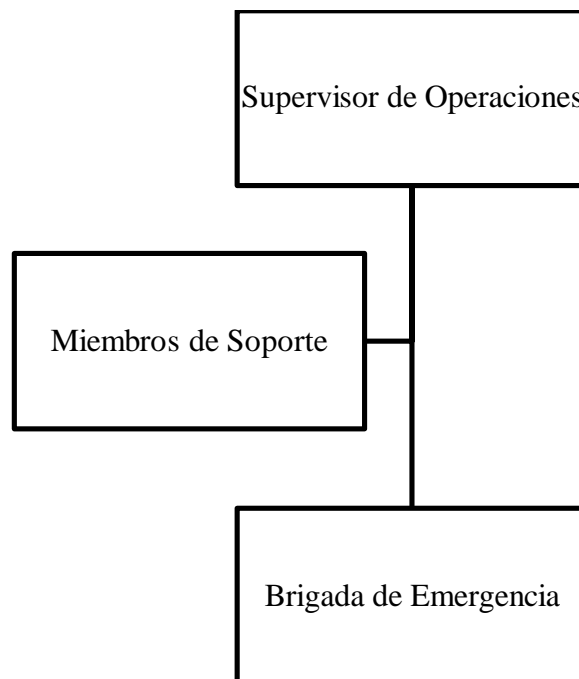 Supervisor de Operaciones
Miembros de Soporte
Brigada de Emergencia